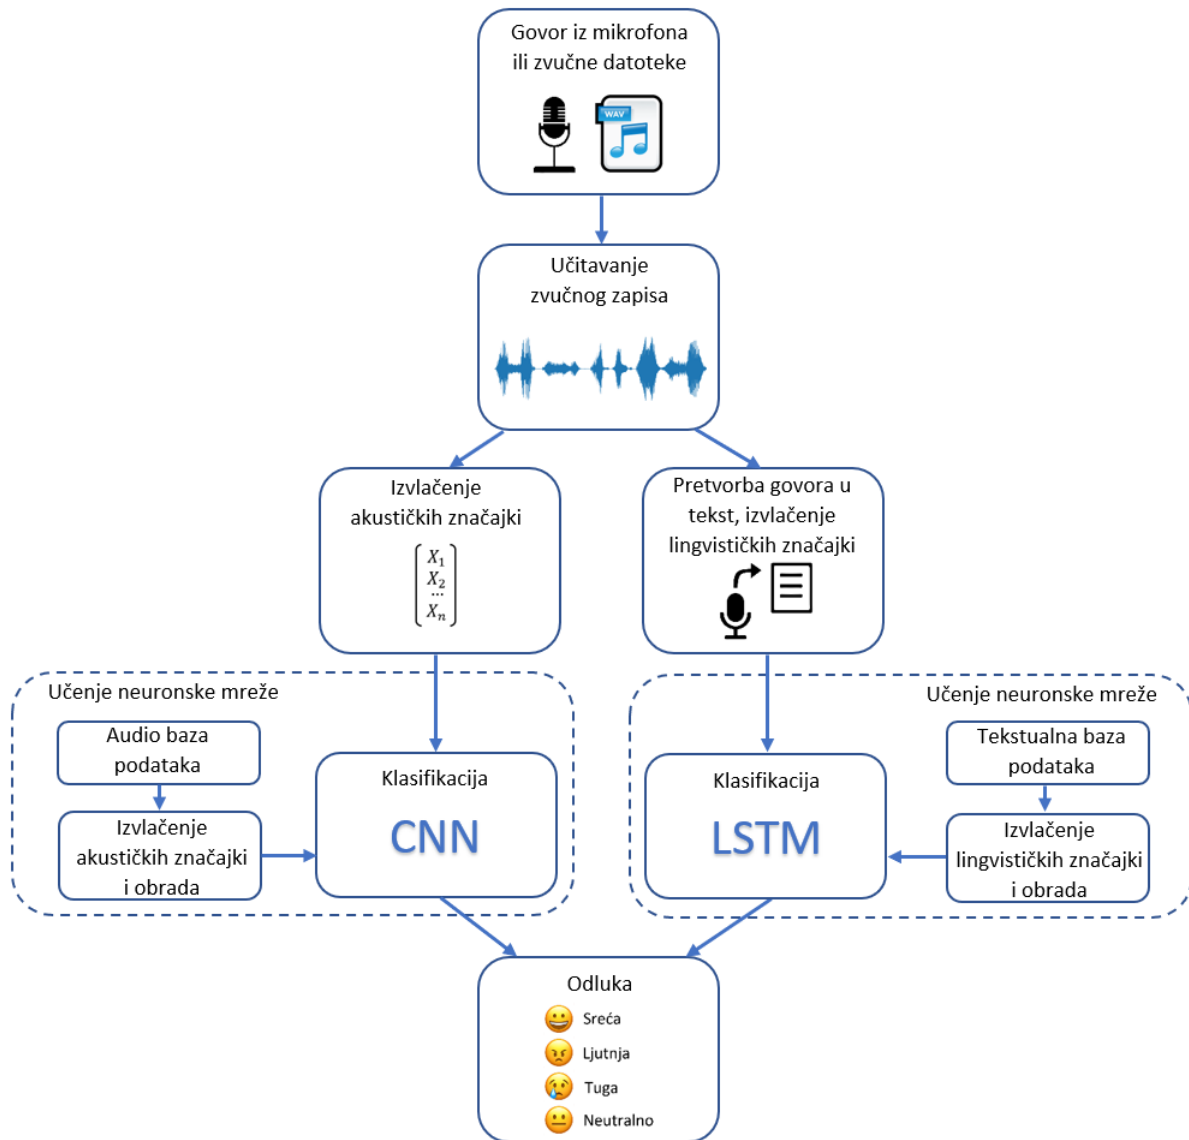 Govor iz mikrofona
ili zvučne datoteke
WAV
Učitavanje
zvučnog zapisa
Izvlačenje
akustičkih značajki
X₁
X₂
...
Xₙ
Pretvorba govora u
tekst, izvlačenje
lingvističkih značajki
Učenje neuronske mreže
Audio baza
podataka
Izvlačenje
akustičkih značajki
i obrada
Klasifikacija
CNN
Klasifikacija
LSTM
Učenje neuronske mreže
Tekstualna baza
podataka
Izvlačenje
lingvističkih značajki
i obrada
Odluka
Sreća
Ljutnja
Tuga
Neutralno